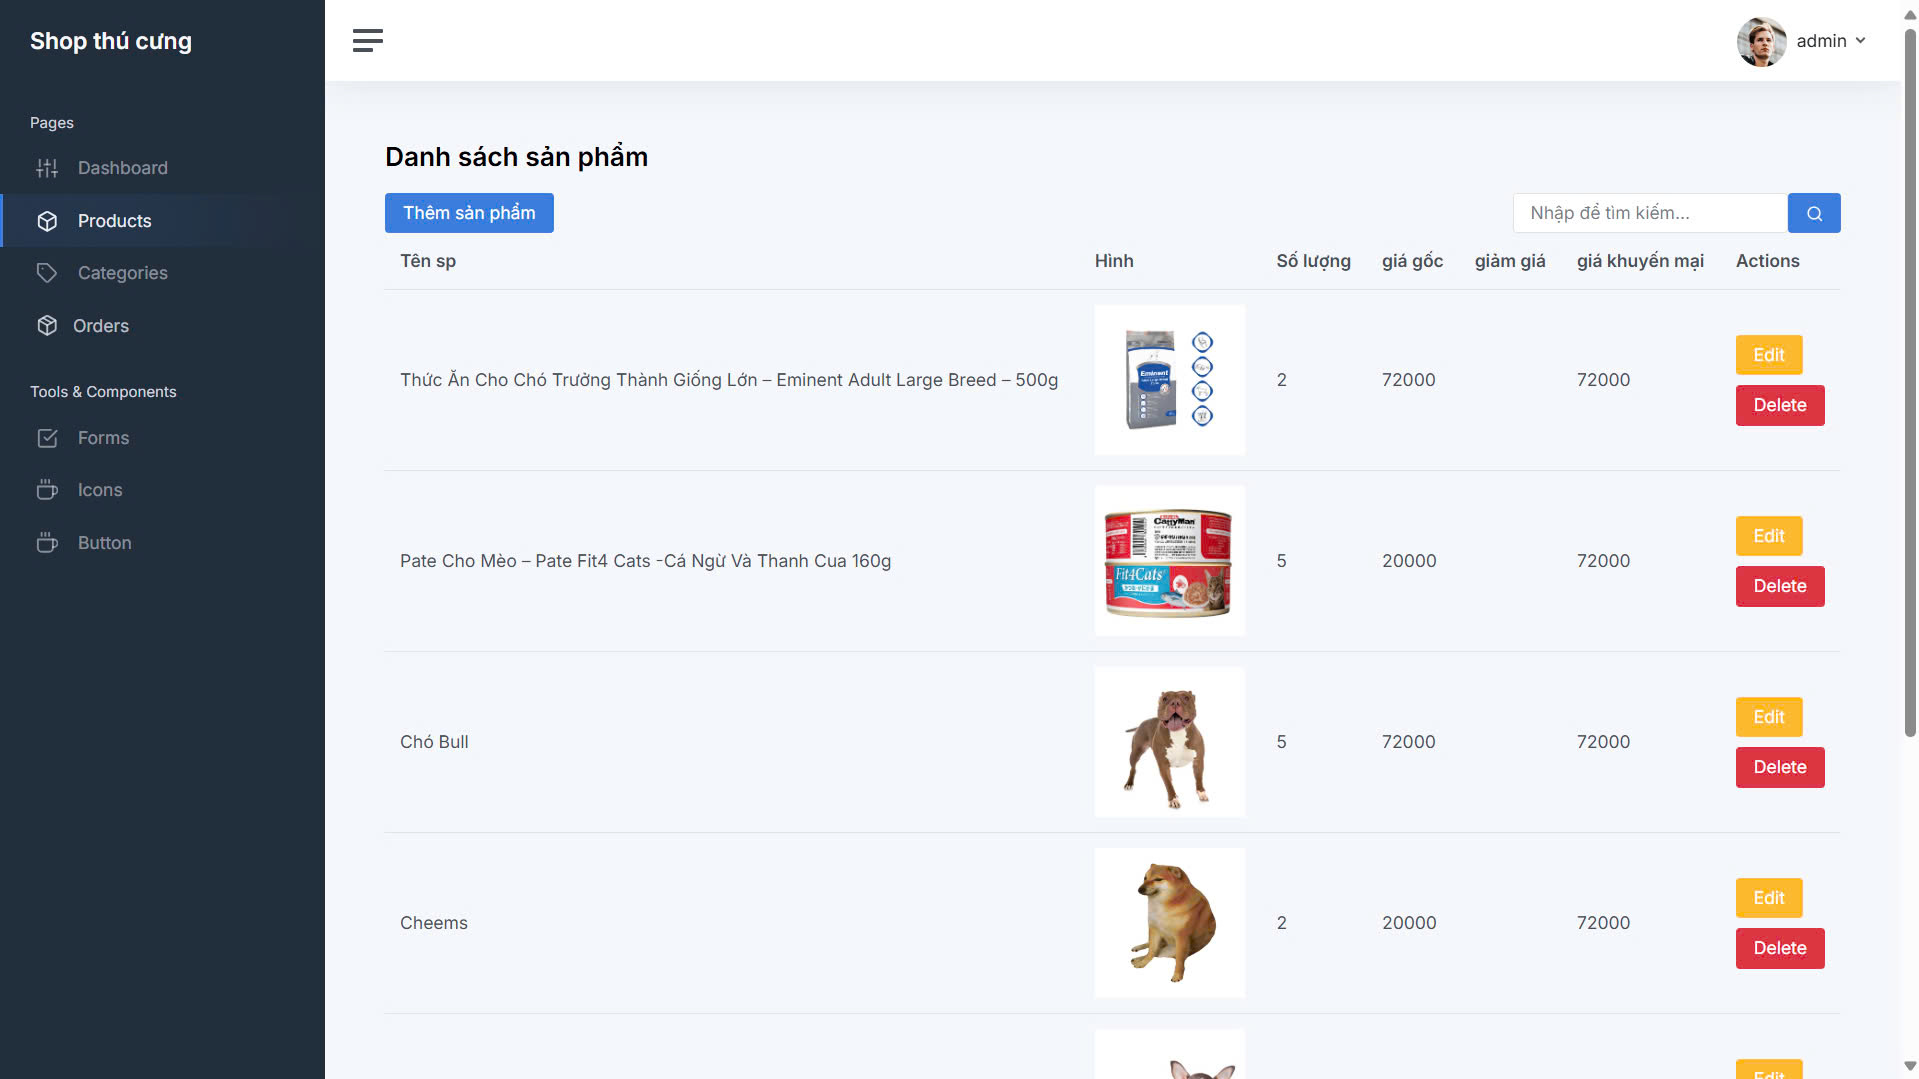 Shop thú cưng
admin
Pages
Dashboard
Products
Categories
Orders
Tools & Components
Forms
Icons
Button
Danh sách sản phẩm
Thêm sản phẩm
Nhập để tìm kiếm...
Tên sp Hình Số lượng giá gốc giảm giá giá khuyến mại Actions
Thức Ăn Cho Chó Trưởng Thành Giống Lớn – Eminent Adult Large Breed – 500g 2 72000 72000
Edit
Delete
Eminent
Pate Cho Mèo – Pate Fit4 Cats -Cá Ngừ Và Thanh Cua 160g 5 20000 72000
Edit
Delete
CattyMan
Fit4Cats
Chó Bull 5 72000 72000
Edit
Delete
Cheems 2 20000 72000
Edit
Delete
Edit